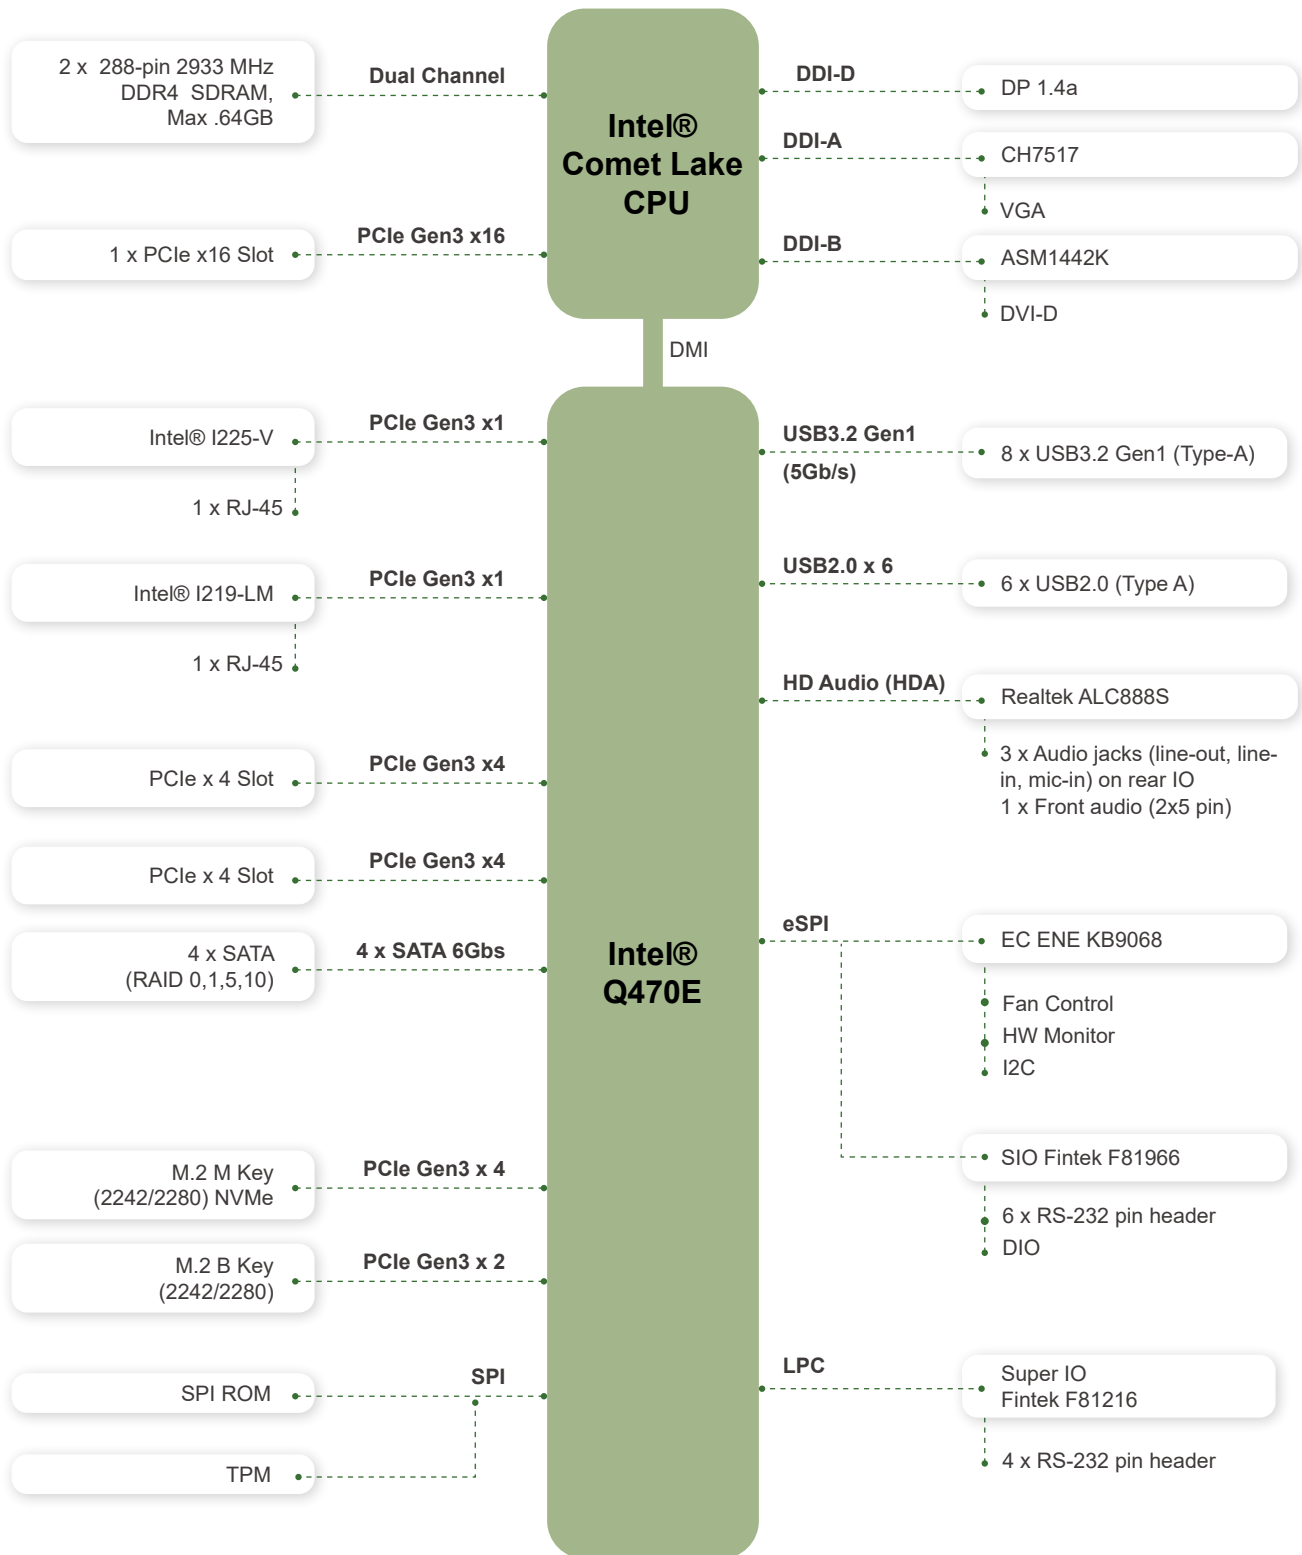 2 x 288-pin 2933 MHz
DDR4 SDRAM,
Max .64GB
Dual Channel
Intel®
Comet Lake
CPU
DDI-D
DP 1.4a
DDI-A
CH7517
VGA
1 x PCIe x16 Slot
PCIe Gen3 x16
DDI-B
ASM1442K
DVI-D
DMI
Intel® I225-V
PCIe Gen3 x1
1 x RJ-45
USB3.2 Gen1
(5Gb/s)
8 x USB3.2 Gen1 (Type-A)
Intel® I219-LM
PCIe Gen3 x1
1 x RJ-45
USB2.0 x 6
6 x USB2.0 (Type A)
HD Audio (HDA)
Realtek ALC888S
3 x Audio jacks (line-out, line-
in, mic-in) on rear IO
1 x Front audio (2x5 pin)
PCIe x 4 Slot
PCIe Gen3 x4
PCIe x 4 Slot
PCIe Gen3 x4
4 x SATA
(RAID 0,1,5,10)
4 x SATA 6Gbs
Intel®
Q470E
eSPI
EC ENE KB9068
Fan Control
HW Monitor
I2C
M.2 M Key
(2242/2280) NVMe
PCIe Gen3 x 4
SIO Fintek F81966
6 x RS-232 pin header
DIO
M.2 B Key
(2242/2280)
PCIe Gen3 x 2
SPI ROM
SPI
TPM
LPC
Super IO
Fintek F81216
4 x RS-232 pin header